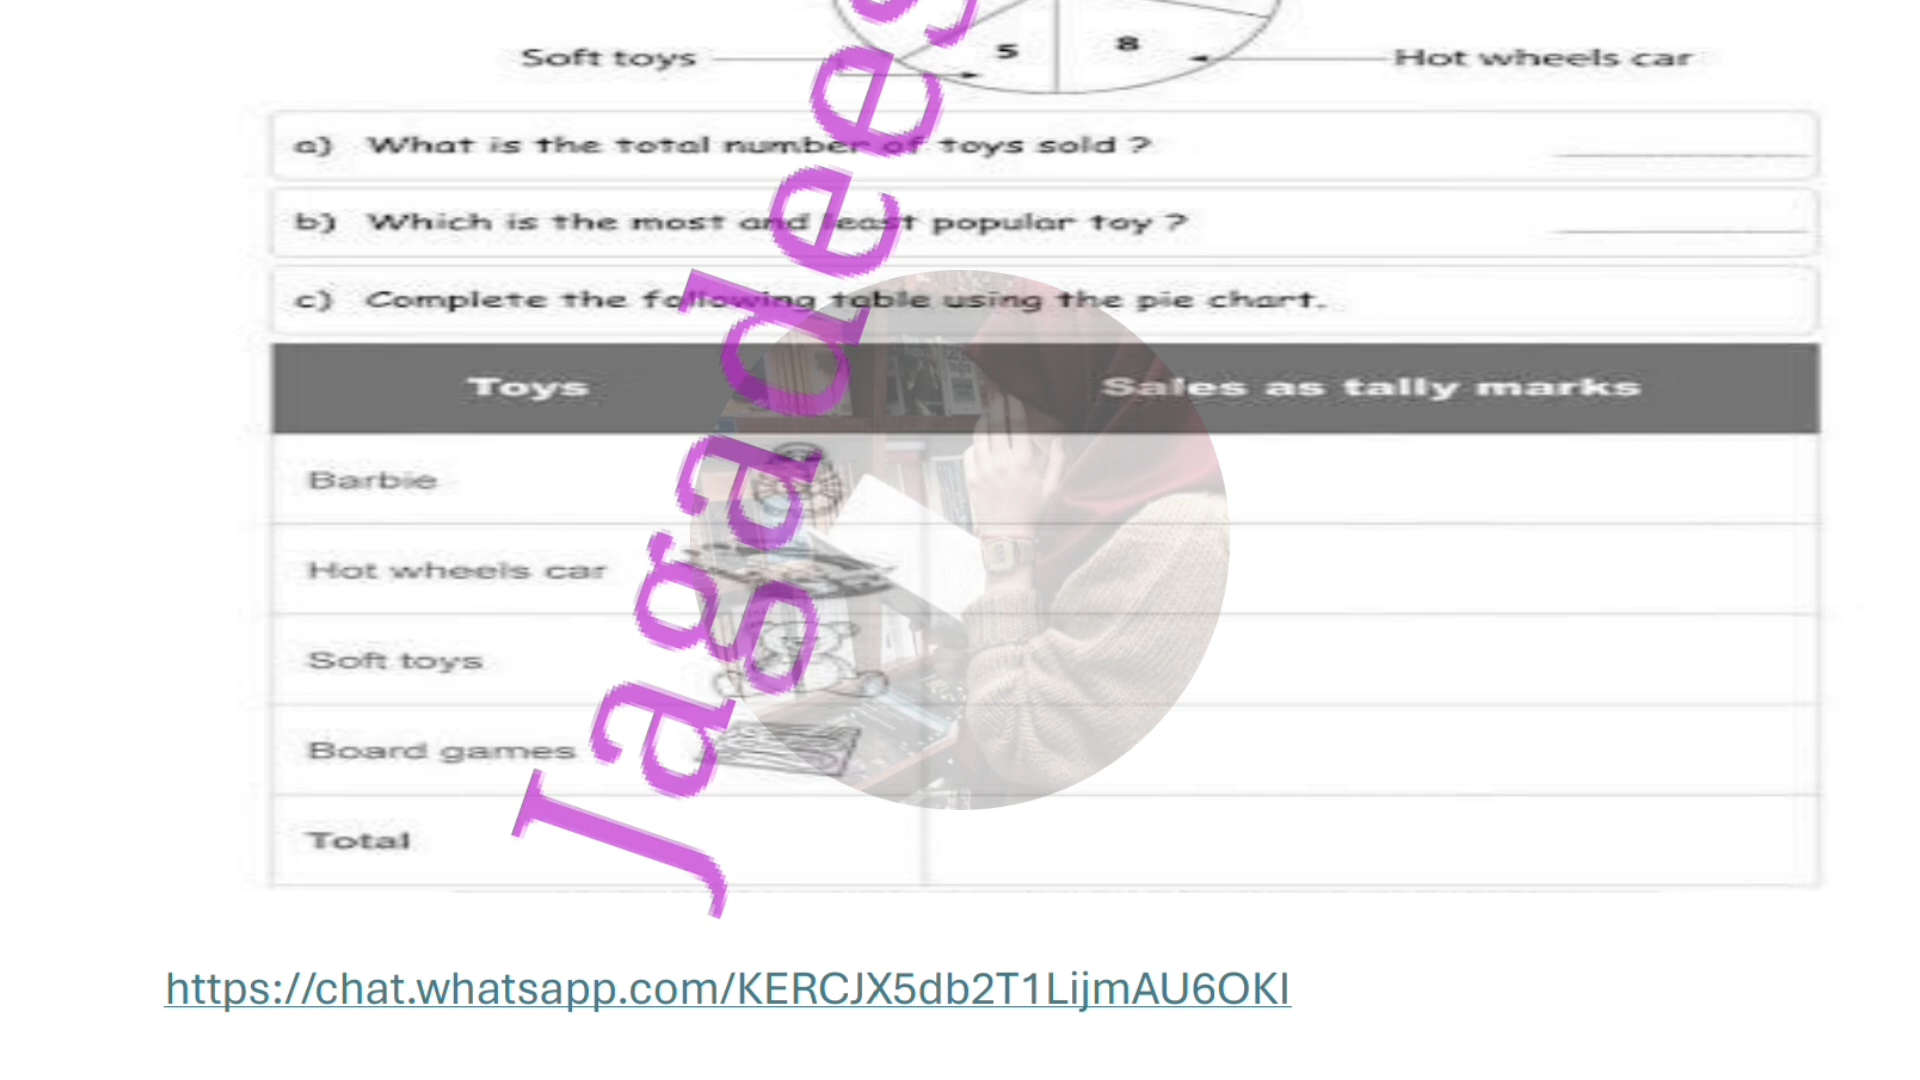 Soft toys
5
8
Hot wheels car
a) What is the total number of toys sold ?
b) Which is the most and least popular toy ?
c) Complete the following table using the pie chart.
Toys
Sales as tally marks
Barbie
Hot wheels car
Soft toys
Board games
Total
https://chat.whatsapp.com/KERCJX5db2T1LijmAU6OKI